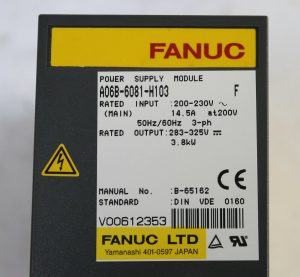 FANUC
POWER SUPPLY MODULE
A06B-6081-H103 F
RATED INPUT :200-230V ~
(MAIN) 14.5A at200V
50Hz/60Hz 3-ph
RATED OUTPUT:283-325V ⎓
3.8kW
MANUAL No. :B-65162
STANDARD :DIN VDE 0160
V00612353
FANUC LTD
Yamanashi 401-0597 JAPAN